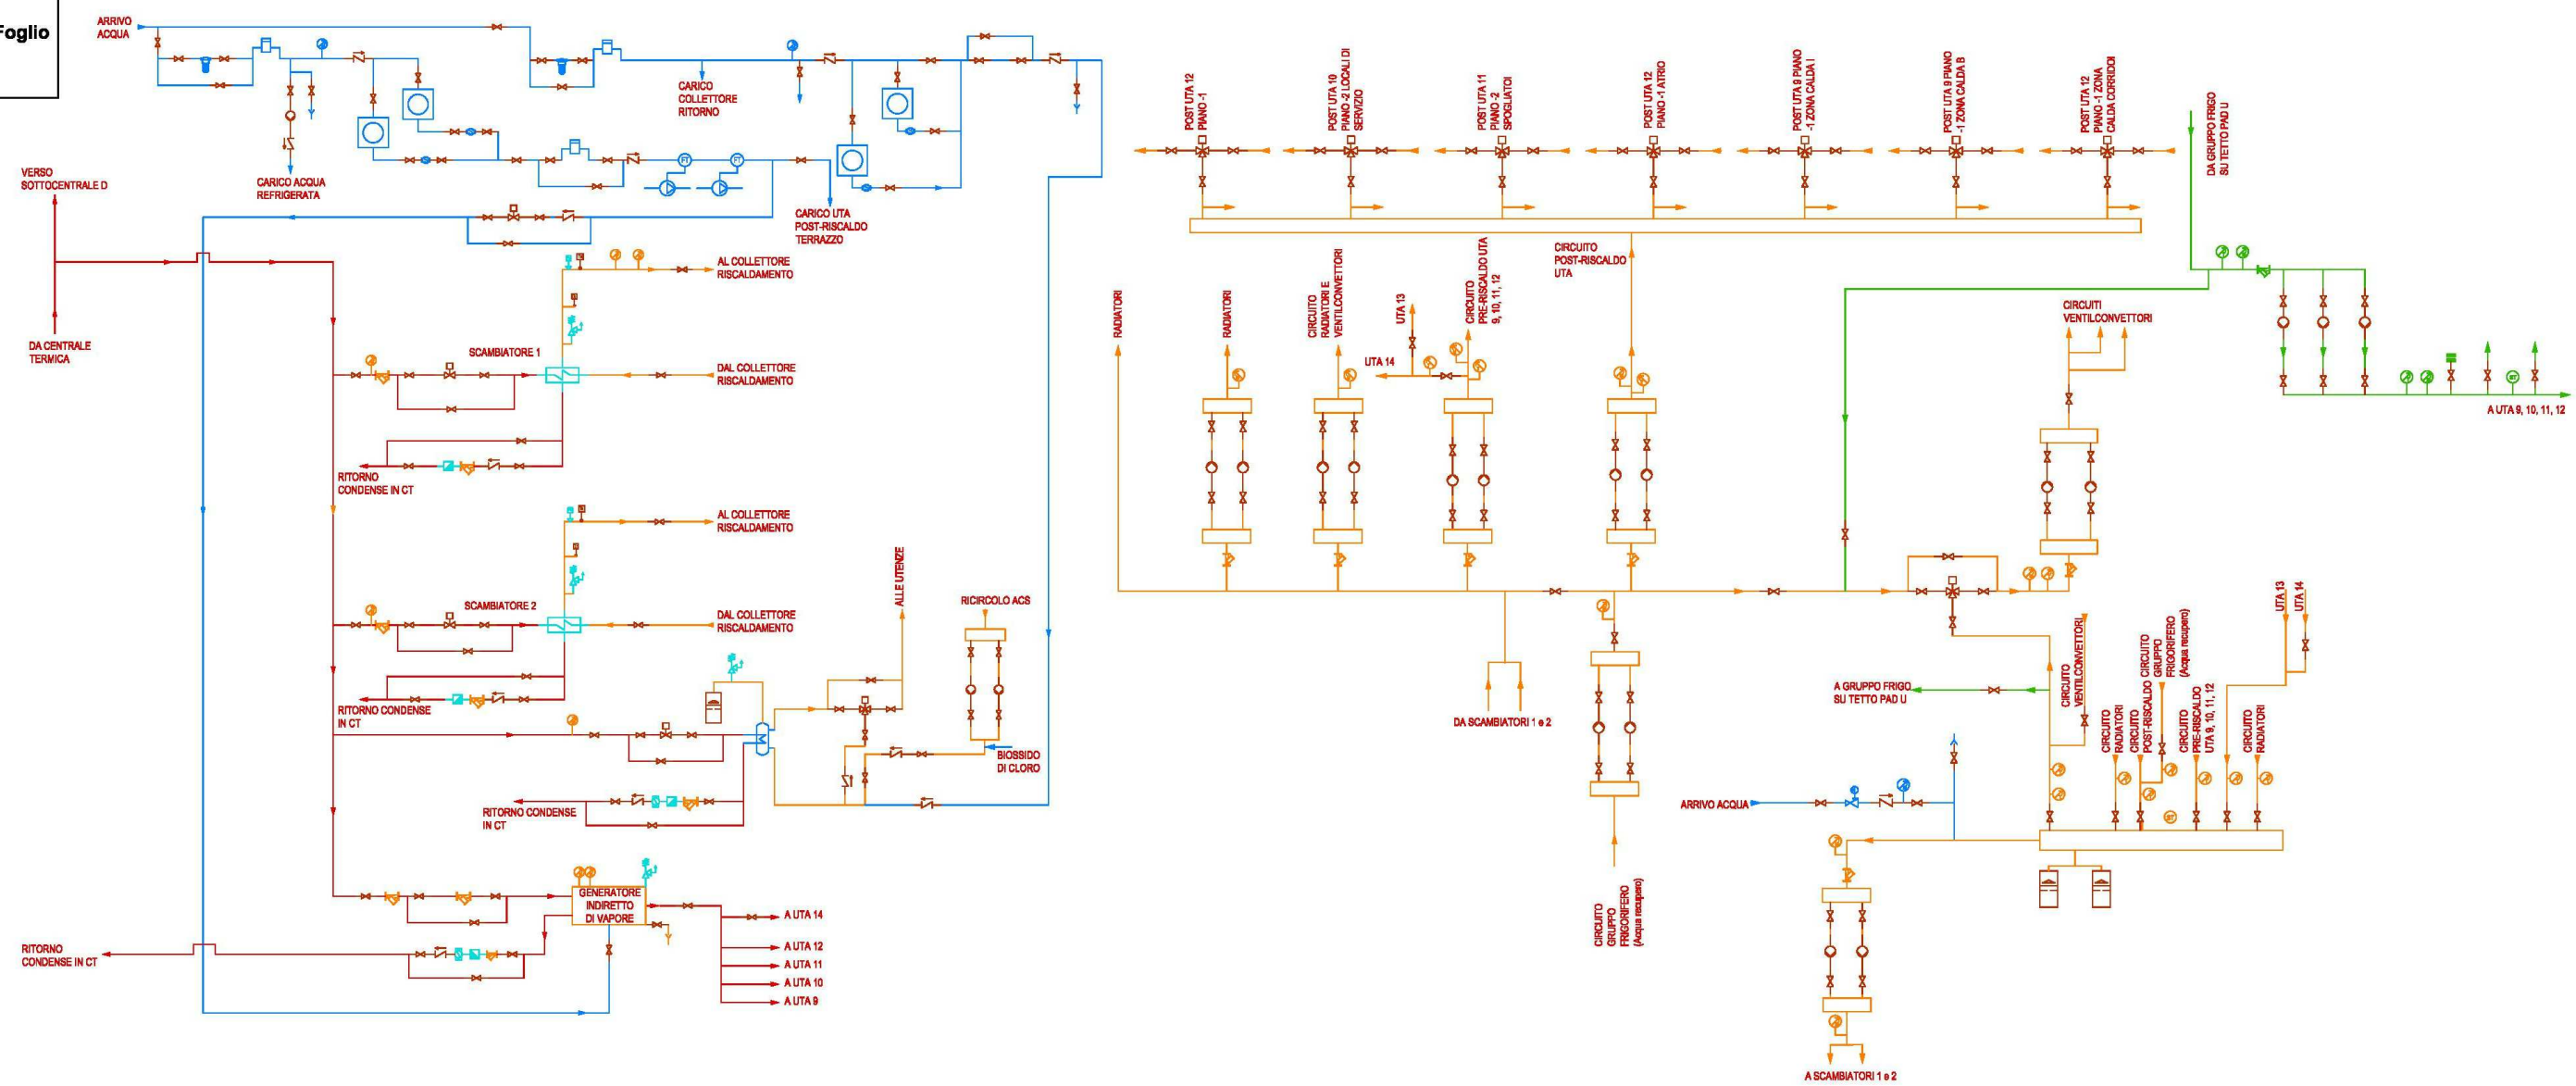 Foglio
ARRIVO
ACQUA
CARICO
COLLETTORE
RITORNO
CARICO ACQUA
REFRIGERATA
FT
FT
CARICO UTA
POST-RISCALDO
TERRAZZO
VERSO
SOTTOCENTRALE D
DA CENTRALE
TERMICA
AL COLLETTORE
RISCALDAMENTO
SCAMBIATORE 1
DAL COLLETTORE
RISCALDAMENTO
RITORNO
CONDENSE IN CT
AL COLLETTORE
RISCALDAMENTO
SCAMBIATORE 2
DAL COLLETTORE
RISCALDAMENTO
RITORNO CONDENSE
IN CT
ALLE UTENZE
RICIRCOLO ACS
BIOSSIDO
DI CLORO
RITORNO CONDENSE
IN CT
GENERATORE
INDIRETTO
DI VAPORE
A UTA 14
A UTA 12
A UTA 11
A UTA 10
A UTA 9
RITORNO
CONDENSE IN CT
POST UTA 12
PIANO -1
POST UTA 10
PIANO -2 LOCALI DI
SERVIZIO
POST UTA 11
PIANO -2
SPOGLIATOI
POST UTA 12
PIANO -1 ATRIO
POST UTA 9 PIANO
-1 ZONA CALDA I
POST UTA 9 PIANO
-1 ZONA CALDA B
POST UTA 12
PIANO -1 ZONA
CALDA CORRIDOI
DA GRUPPO FRIGO
SU TETTO PAD U
RADIATORI
RADIATORI
CIRCUITO
RADIATORI E
VENTILCONVETTORI
UTA 13
UTA 14
CIRCUITO
PRE-RISCALDO UTA
9, 10, 11, 12
CIRCUITO
POST-RISCALDO
UTA
CIRCUITI
VENTILCONVETTORI
A UTA 9, 10, 11, 12
DA SCAMBIATORI 1 e 2
CIRCUITO
GRUPPO
FRIGORIFERO
(Acqua recupero)
A GRUPPO FRIGO
SU TETTO PAD U
CIRCUITO
VENTILCONVETTORI
CIRCUITO
RADIATORI
CIRCUITO
POST-RISCALDO
CIRCUITO
GRUPPO
FRIGORIFERO
(Acqua recupero)
CIRCUITO
PRE-RISCALDO
UTA 9, 10, 11, 12
UTA 13
UTA 14
CIRCUITO
RADIATORI
ARRIVO ACQUA
A SCAMBIATORI 1 e 2